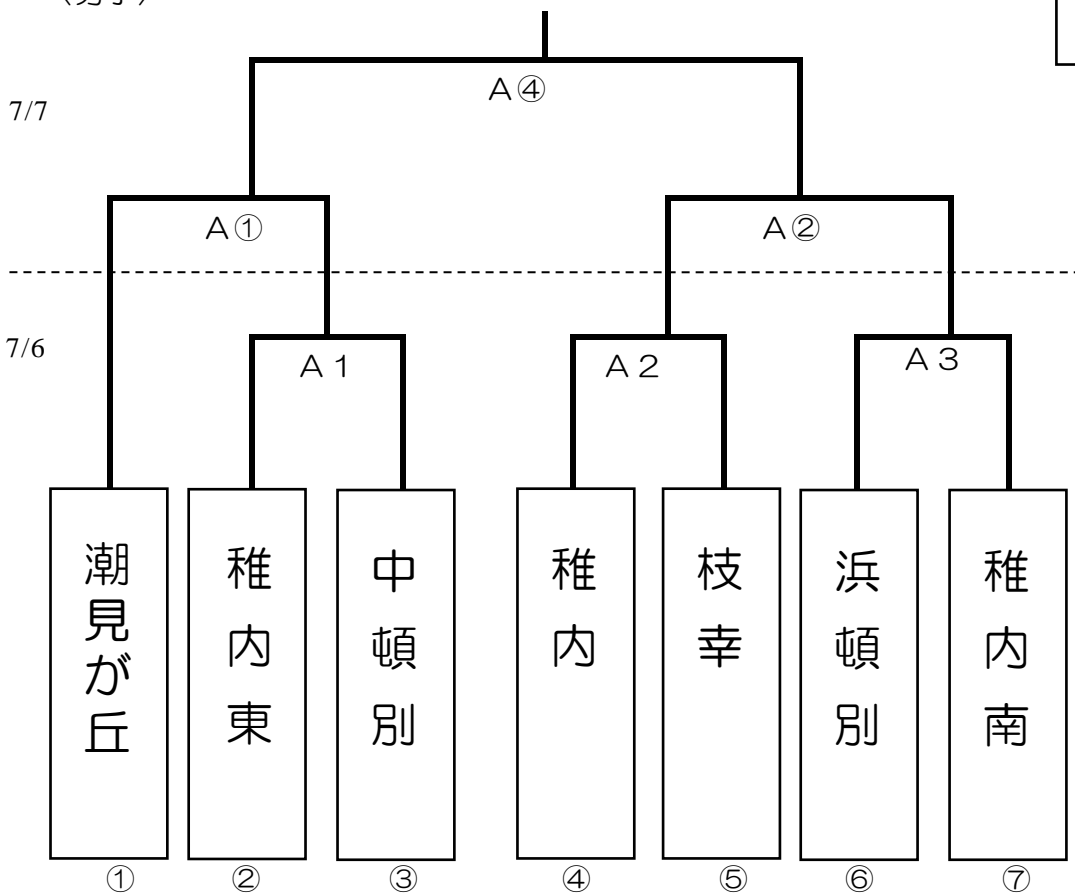 （男子）
A④
7/7
A①
A②
7/6
A1
A2
A3
潮見が丘
稚内東
中頓別
稚内
枝幸
浜頓別
稚内南
①
②
③
④
⑤
⑥
⑦